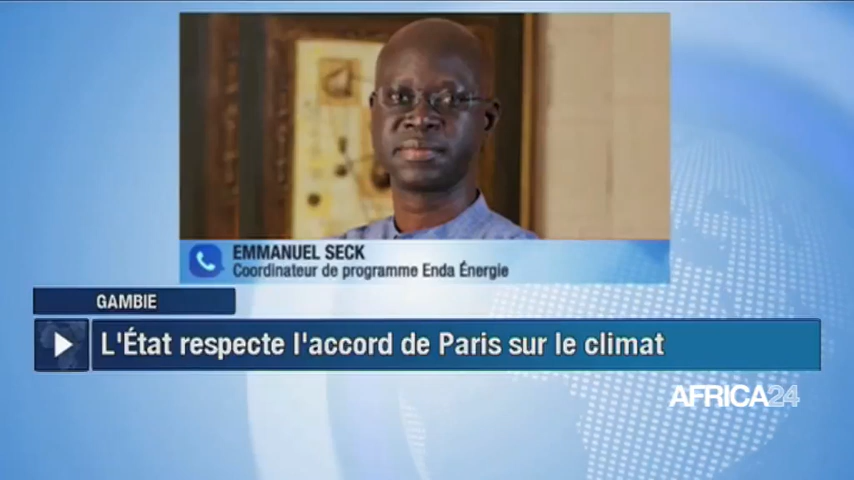 EMMANUEL SECK
Coordinateur de programme Enda Énergie
GAMBIE
L'État respecte l'accord de Paris sur le climat
AFRICA24